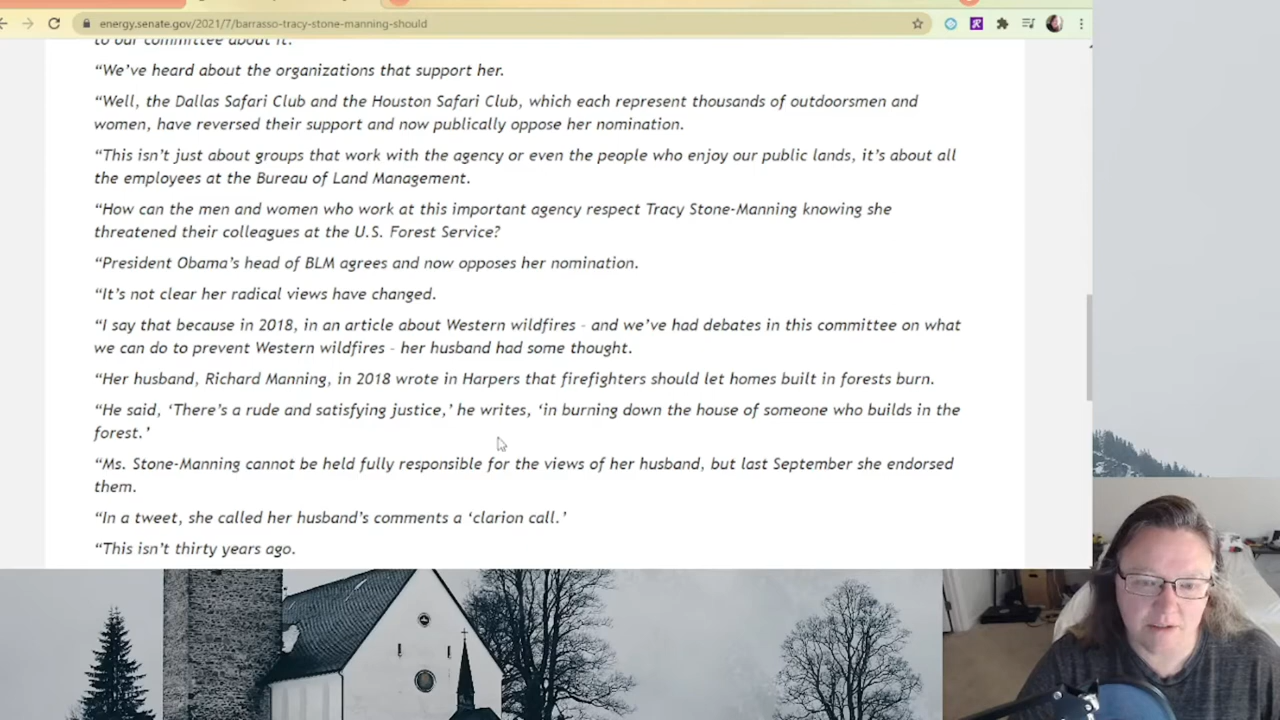 energy.senate.gov/2021/7/barrasso-tracy-stone-manning-should
to our committee about it.
“We’ve heard about the organizations that support her.
“Well, the Dallas Safari Club and the Houston Safari Club, which each represent thousands of outdoorsmen and
women, have reversed their support and now publically oppose her nomination.
“This isn’t just about groups that work with the agency or even the people who enjoy our public lands, it’s about all
the employees at the Bureau of Land Management.
“How can the men and women who work at this important agency respect Tracy Stone-Manning knowing she
threatened their colleagues at the U.S. Forest Service?
“President Obama’s head of BLM agrees and now opposes her nomination.
“It’s not clear her radical views have changed.
“I say that because in 2018, in an article about Western wildfires – and we’ve had debates in this committee on what
we can do to prevent Western wildfires – her husband had some thought.
“Her husband, Richard Manning, in 2018 wrote in Harpers that firefighters should let homes built in forests burn.
“He said, ‘There’s a rude and satisfying justice,’ he writes, ‘in burning down the house of someone who builds in the
forest.’
“Ms. Stone-Manning cannot be held fully responsible for the views of her husband, but last September she endorsed
them.
“In a tweet, she called her husband’s comments a ‘clarion call.’
“This isn’t thirty years ago.